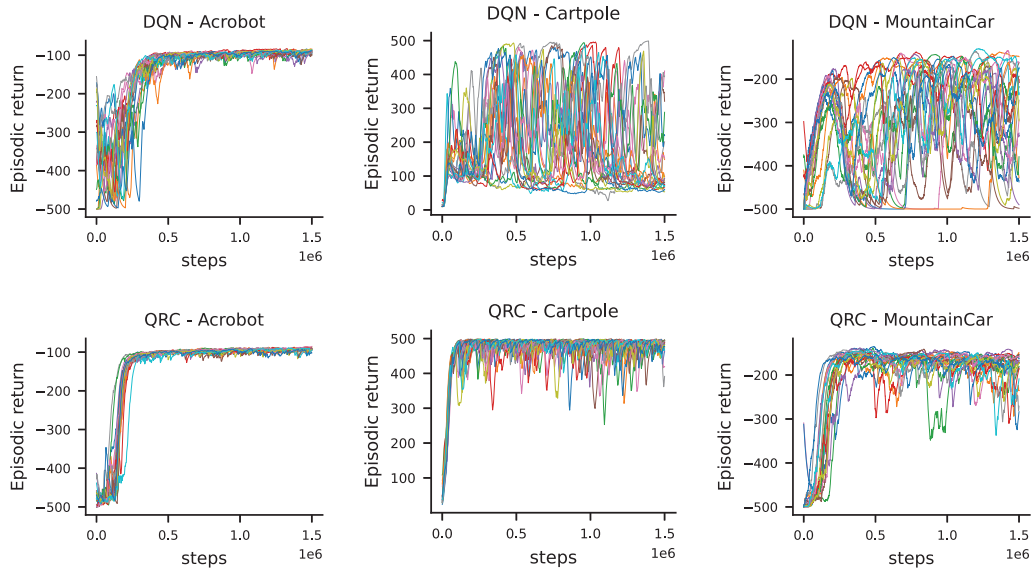 DQN - Acrobot
Episodic return
−100
−200
−300
−400
−500
0.0 0.5 1.0 1.5
1e6
steps
DQN - Cartpole
Episodic return
500
400
300
200
100
0
0.0 0.5 1.0 1.5
1e6
steps
DQN - MountainCar
Episodic return
−200
−300
−400
−500
0.0 0.5 1.0 1.5
1e6
steps
QRC - Acrobot
Episodic return
−100
−200
−300
−400
−500
0.0 0.5 1.0 1.5
1e6
steps
QRC - Cartpole
Episodic return
500
400
300
200
100
0.0 0.5 1.0 1.5
1e6
steps
QRC - MountainCar
Episodic return
−200
−300
−400
−500
0.0 0.5 1.0 1.5
1e6
steps